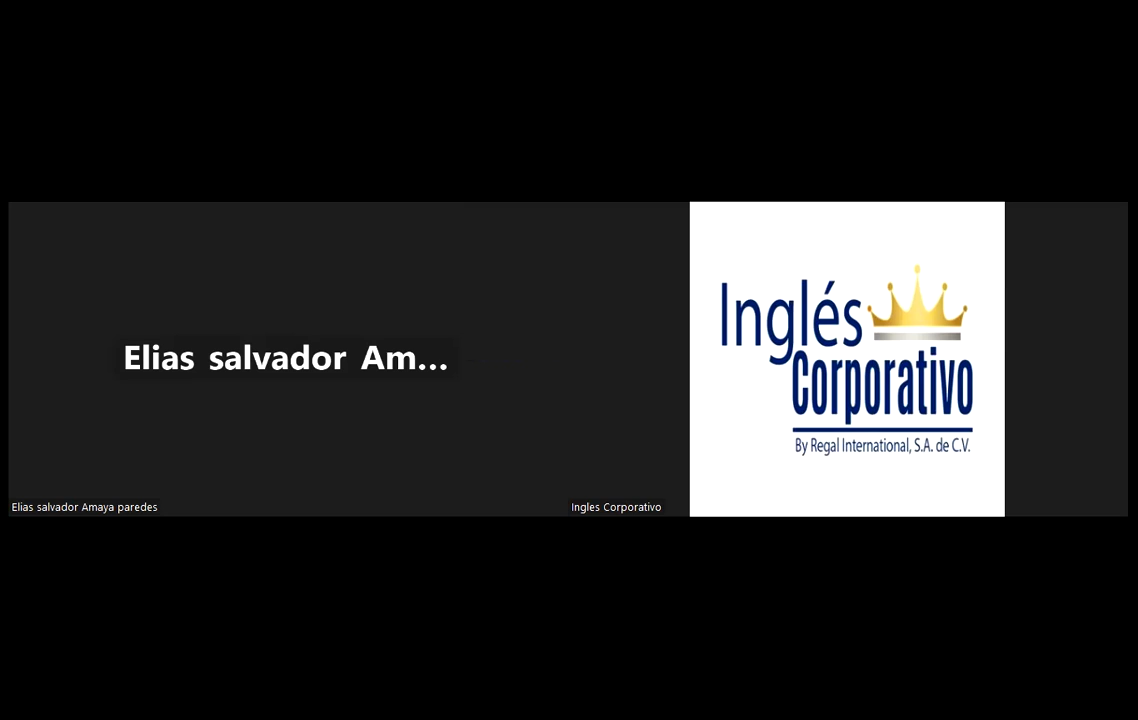 Elias salvador Am...
Elias salvador Amaya paredes
Inglés
Corporativo
By Regal International, S.A. de C.V.
Ingles Corporativo